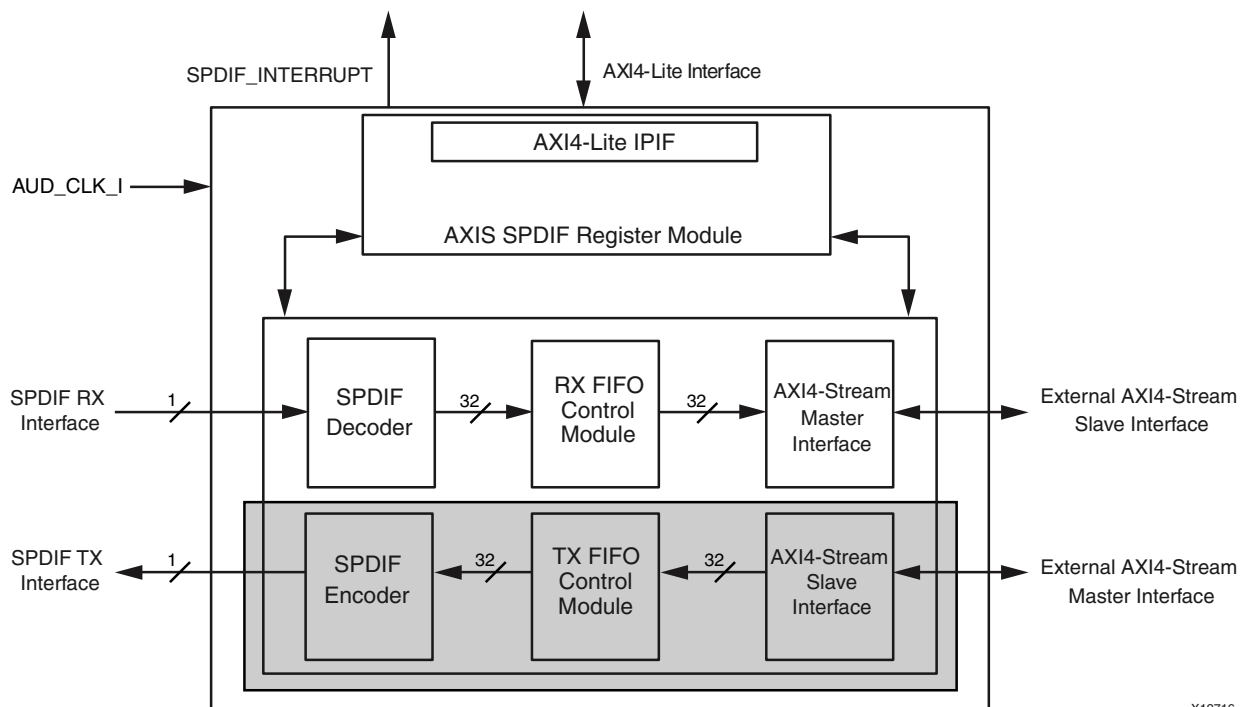 SPDIF_INTERRUPT
AXI4-Lite Interface
AXI4-Lite IPIF
AUD_CLK_I
AXIS SPDIF Register Module
SPDIF RX
Interface
1
SPDIF
Decoder
32
RX FIFO
Control
Module
32
AXI4-Stream
Master
Interface
External AXI4-Stream
Slave Interface
SPDIF TX
Interface
1
SPDIF
Encoder
32
TX FIFO
Control
Module
32
AXI4-Stream
Slave
Interface
External AXI4-Stream
Master Interface